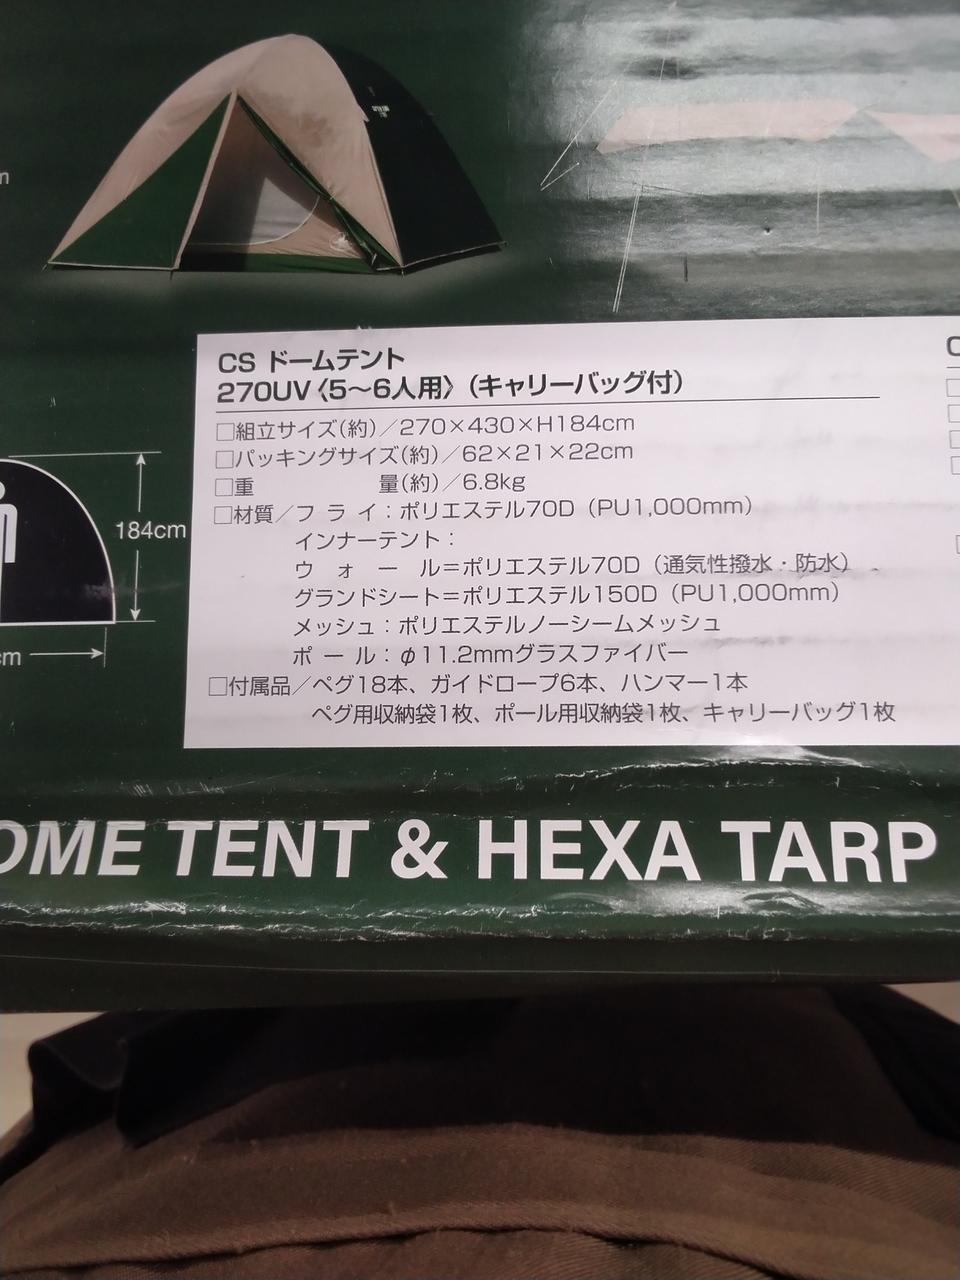 CS ドームテント
270UV〈5〜6人用〉(キャリーバッグ付)
□組立サイズ(約)／270×430×H184cm
□パッキングサイズ(約)／62×21×22cm
□重 量(約)／6.8kg
□材質／フ ラ イ：ポリエステル70D（PU1,000mm）
インナーテント：
ウ ォ ー ル＝ポリエステル70D（通気性撥水・防水）
グランドシート＝ポリエステル150D（PU1,000mm）
メッシュ：ポリエステルノーシームメッシュ
ポ ー ル：φ11.2mmグラスファイバー
□付属品／ペグ18本、ガイドロープ6本、ハンマー1本
ペグ用収納袋1枚、ポール用収納袋1枚、キャリーバッグ1枚
184cm
cm
OME TENT & HEXA TARP